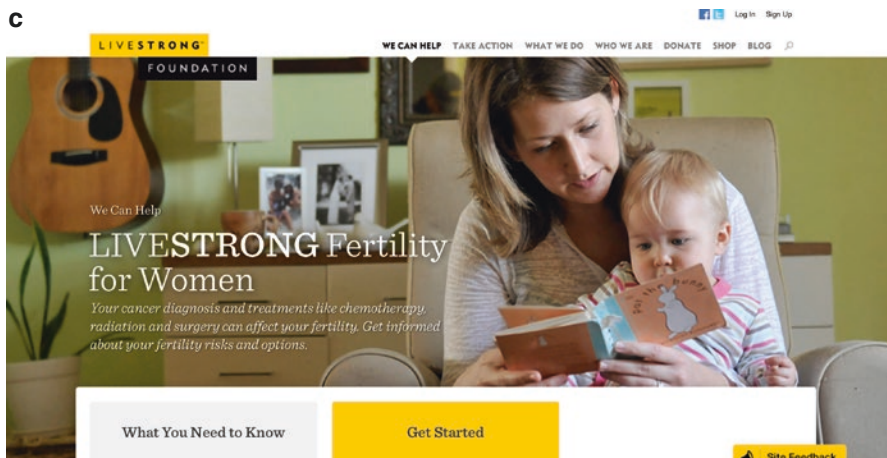 c
Log In Sign Up
LIVESTRONG
FOUNDATION
WE CAN HELP TAKE ACTION WHAT WE DO WHO WE ARE DONATE SHOP BLOG
We Can Help
LIVESTRONG Fertility
for Women
Your cancer diagnosis and treatments like chemotherapy,
radiation and surgery can affect your fertility. Get informed
about your fertility risks and options.
Pat the Bunny
What You Need to Know
Get Started
Site Feedback